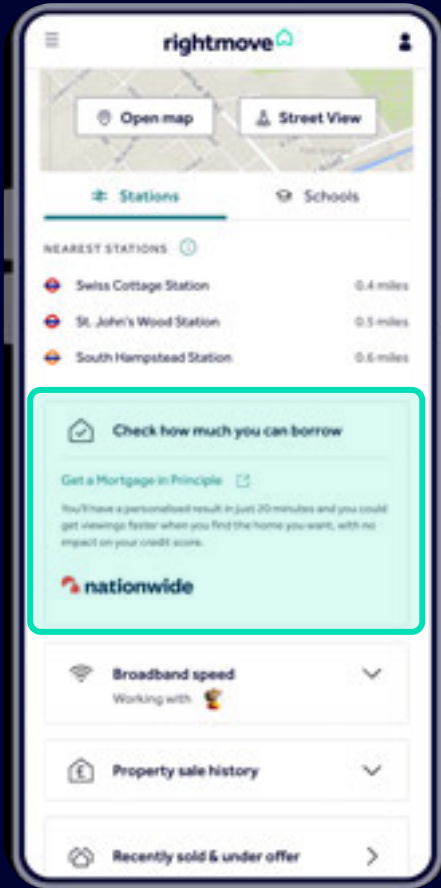 rightmove
Open map
Street View
Stations
Schools
NEAREST STATIONS
Swiss Cottage Station 0.4 miles
St. John's Wood Station 0.5 miles
South Hampstead Station 0.6 miles
Check how much you can borrow
Get a Mortgage in Principle
You'll have a personalised result in just 20 minutes and you could
get viewings faster when you find the home you want, with no
impact on your credit score.
nationwide
Broadband speed
Working with
Property sale history
£
Recently sold & under offer